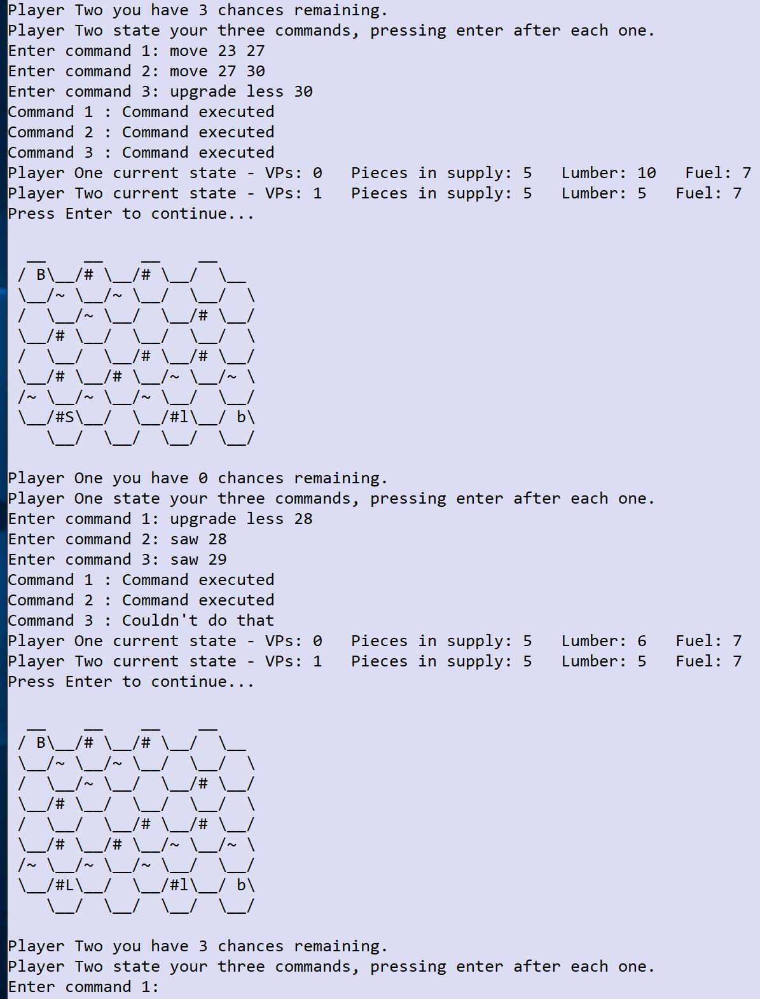 Player Two you have 3 chances remaining.
Player Two state your three commands, pressing enter after each one.
Enter command 1: move 23 27
Enter command 2: move 27 30
Enter command 3: upgrade less 30
Command 1 : Command executed
Command 2 : Command executed
Command 3 : Command executed
Player One current state - VPs: 0   Pieces in supply: 5   Lumber: 10   Fuel: 7
Player Two current state - VPs: 1   Pieces in supply: 5   Lumber: 5   Fuel: 7
Press Enter to continue...
  __    __    __    __
 / B\__/# \__/# \__/  \__
 \__/~ \__/~ \__/  \__/  \
 /  \__/~ \__/  \__/# \__/
 \__/# \__/  \__/  \__/  \
 /  \__/  \__/# \__/# \__/
 \__/# \__/# \__/~ \__/~ \
 /~ \__/~ \__/~ \__/  \__/
 \__/#S\__/  \__/#l\__/ b\
    \__/  \__/  \__/  \__/
Player One you have 0 chances remaining.
Player One state your three commands, pressing enter after each one.
Enter command 1: upgrade less 28
Enter command 2: saw 28
Enter command 3: saw 29
Command 1 : Command executed
Command 2 : Command executed
Command 3 : Couldn't do that
Player One current state - VPs: 0   Pieces in supply: 5   Lumber: 6   Fuel: 7
Player Two current state - VPs: 1   Pieces in supply: 5   Lumber: 5   Fuel: 7
Press Enter to continue...
  __    __    __    __
 / B\__/# \__/# \__/  \__
 \__/~ \__/~ \__/  \__/  \
 /  \__/~ \__/  \__/# \__/
 \__/# \__/  \__/  \__/  \
 /  \__/  \__/# \__/# \__/
 \__/# \__/# \__/~ \__/~ \
 /~ \__/~ \__/~ \__/  \__/
 \__/#L\__/  \__/#l\__/ b\
    \__/  \__/  \__/  \__/
Player Two you have 3 chances remaining.
Player Two state your three commands, pressing enter after each one.
Enter command 1: